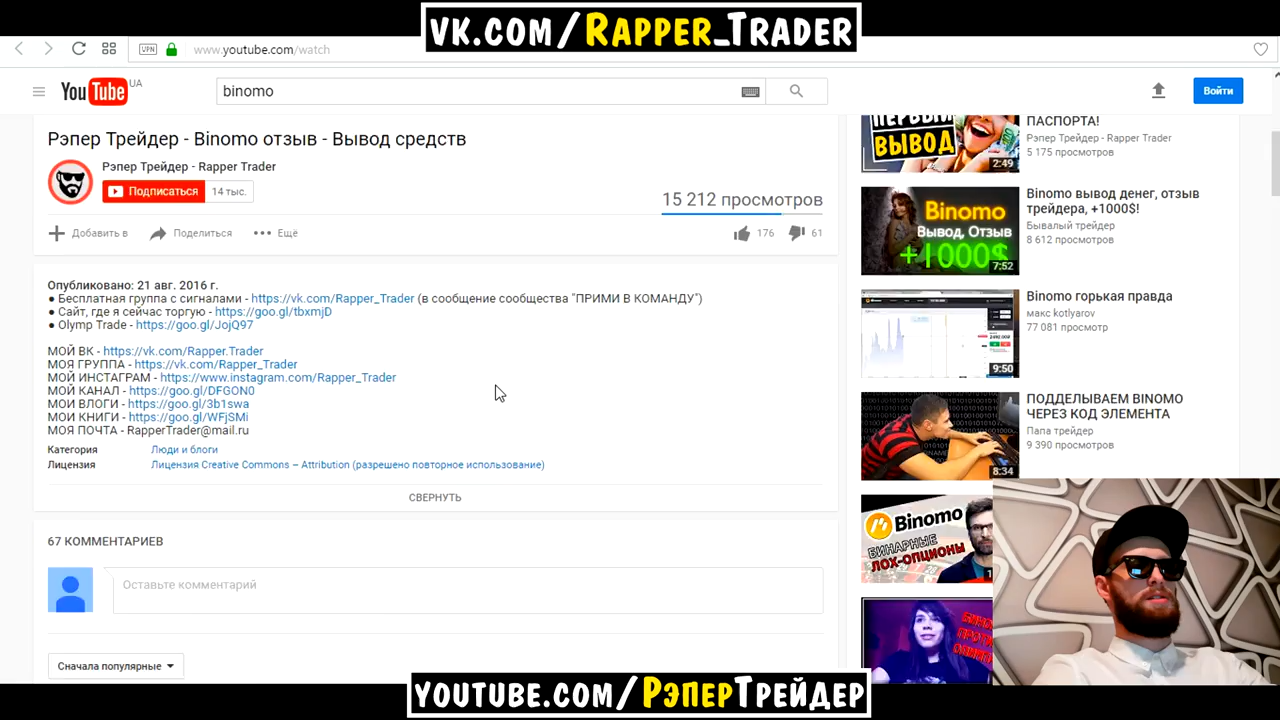 VK.COM/RAPPER_TRADER
VPN
www.youtube.com/watch
YouTube UA
binomo
Войти
Рэпер Трейдер - Binomo отзыв - Вывод средств
Рэпер Трейдер - Rapper Trader
Подписаться 14 тыс.
15 212 просмотров
Добавить в Поделиться Ещё
176 61
Опубликовано: 21 авг. 2016 г.
● Бесплатная группа с сигналами - https://vk.com/Rapper_Trader (в сообщение сообщества "ПРИМИ В КОМАНДУ")
● Сайт, где я сейчас торгую - https://goo.gl/tbxmjD
● Olymp Trade - https://goo.gl/JojQ97
МОЙ ВК - https://vk.com/Rapper.Trader
МОЯ ГРУППА - https://vk.com/Rapper_Trader
МОЙ ИНСТАГРАМ - https://www.instagram.com/Rapper_Trader
МОЙ КАНАЛ - https://goo.gl/DFGON0
МОИ ВЛОГИ - https://goo.gl/3b1swa
МОИ КНИГИ - https://goo.gl/WFjSMi
МОЯ ПОЧТА - RapperTrader@mail.ru
Категория Люди и блоги
Лицензия Лицензия Creative Commons – Attribution (разрешено повторное использование)
СВЕРНУТЬ
67 КОММЕНТАРИЕВ
Оставьте комментарий
Сначала популярные
ПЕРВЫЙ
ВЫВОД
2:49
ПАСПОРТА!
Рэпер Трейдер - Rapper Trader
5 175 просмотров
Binomo
Вывод, Отзыв
+1000$
7:52
Binomo вывод денег, отзыв
трейдера, +1000$!
Бывалый трейдер
8 612 просмотров
9:50
Binomo горькая правда
макс kotlyarov
77 081 просмотр
8:34
ПОДДЕЛЫВАЕМ BINOMO
ЧЕРЕЗ КОД ЭЛЕМЕНТА
Папа трейдер
9 390 просмотров
Binomo
БИНАРНЫЕ
ЛОХ-ОПЦИОНЫ
YOUTUBE.COM/РЭПЕРТРЕЙДЕР